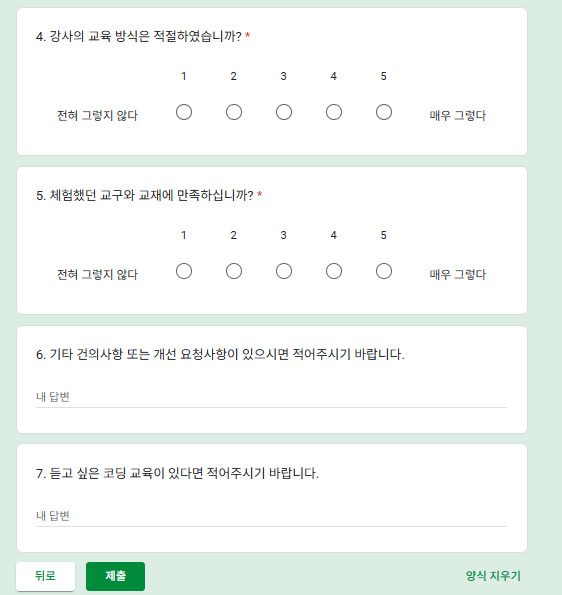 4. 강사의 교육 방식은 적절하였습니까? *
1 2 3 4 5
전혀 그렇지 않다 매우 그렇다
5. 체험했던 교구와 교재에 만족하십니까? *
1 2 3 4 5
전혀 그렇지 않다 매우 그렇다
6. 기타 건의사항 또는 개선 요청사항이 있으시면 적어주시기 바랍니다.
내 답변
7. 듣고 싶은 코딩 교육이 있다면 적어주시기 바랍니다.
내 답변
뒤로 제출 양식 지우기